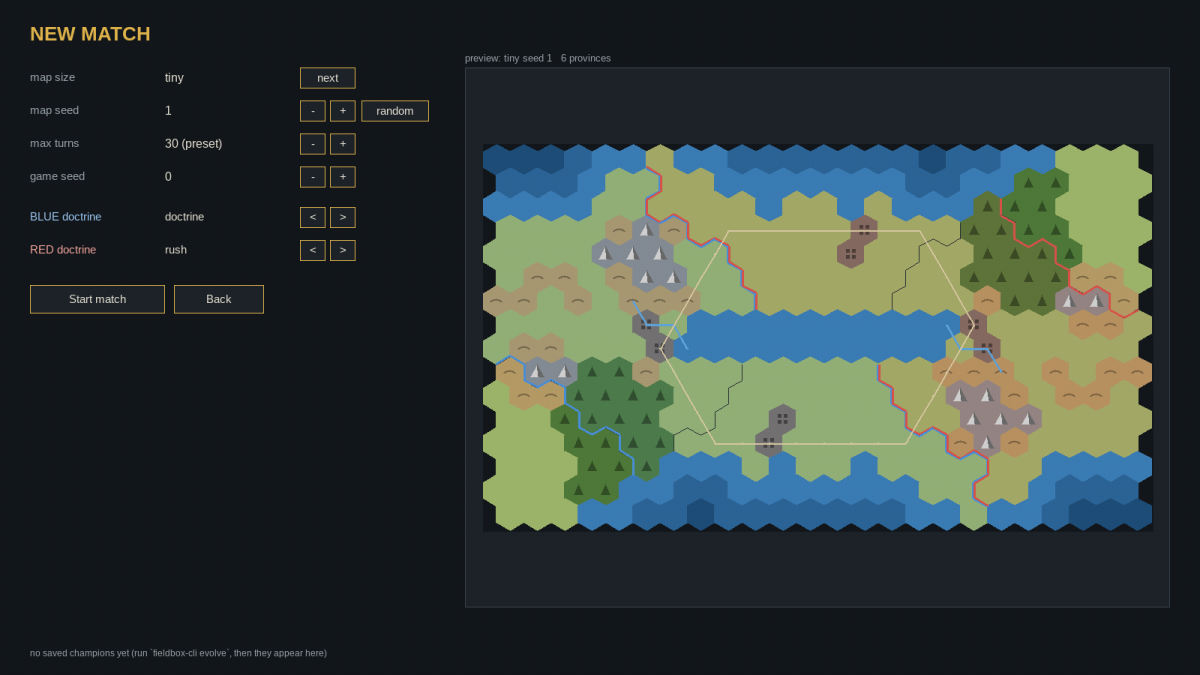 NEW MATCH
preview: tiny seed 1 6 provinces
map size tiny next
map seed 1 - + random
max turns 30 (preset) - +
game seed 0 - +
BLUE doctrine doctrine < >
RED doctrine rush < >
Start match Back
no saved champions yet (run `fieldbox-cli evolve`, then they appear here)